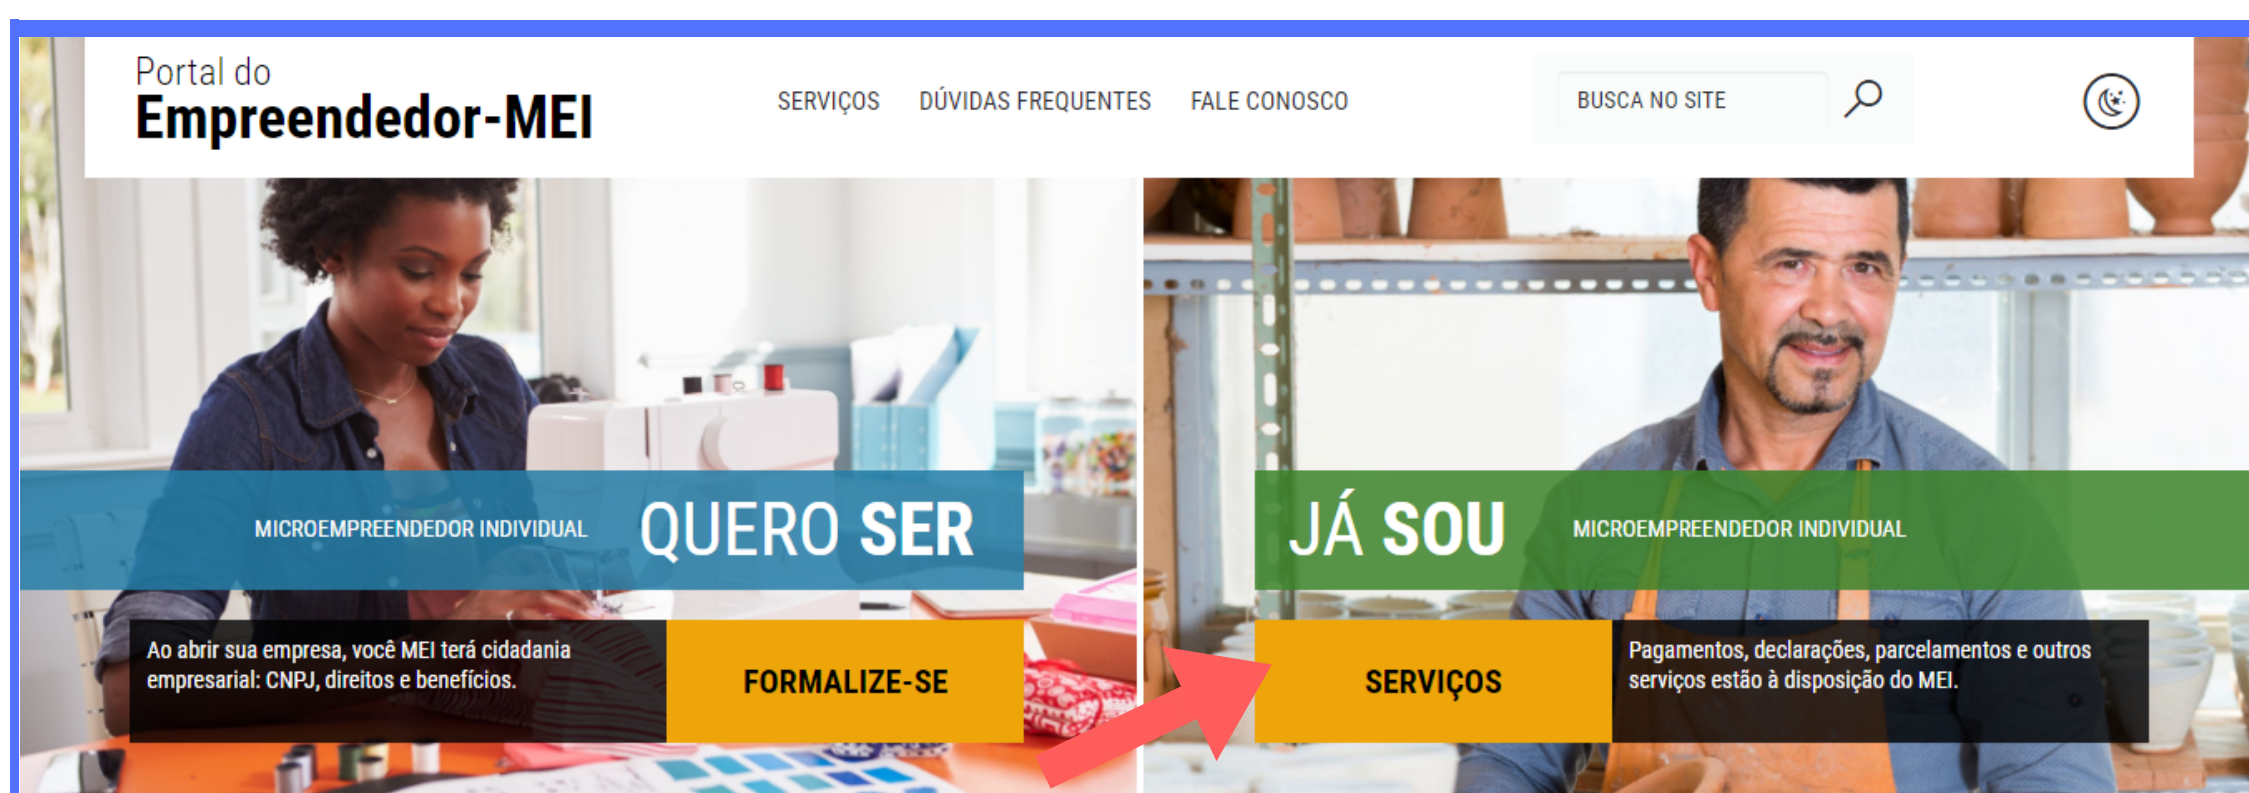 Portal do
Empreendedor-MEI
SERVIÇOS DÚVIDAS FREQUENTES FALE CONOSCO
BUSCA NO SITE
MICROEMPREENDEDOR INDIVIDUAL QUERO SER
Ao abrir sua empresa, você MEI terá cidadania
empresarial: CNPJ, direitos e benefícios.
FORMALIZE-SE
JÁ SOU MICROEMPREENDEDOR INDIVIDUAL
SERVIÇOS
Pagamentos, declarações, parcelamentos e outros
serviços estão à disposição do MEI.